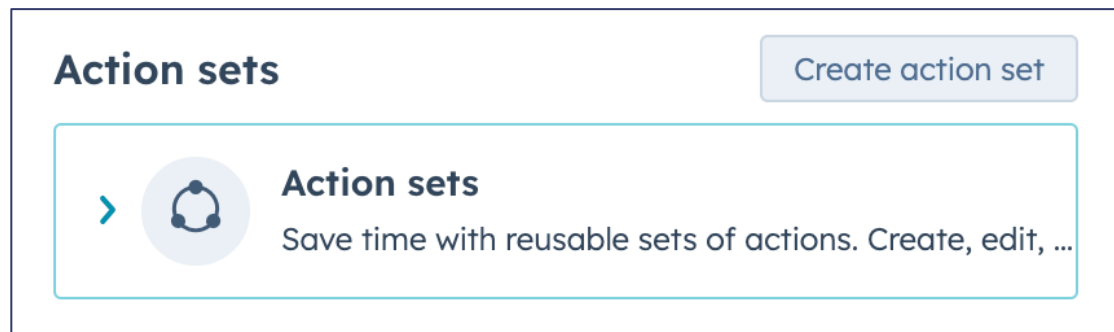 Action sets
Create action set
Action sets
Save time with reusable sets of actions. Create, edit, ...